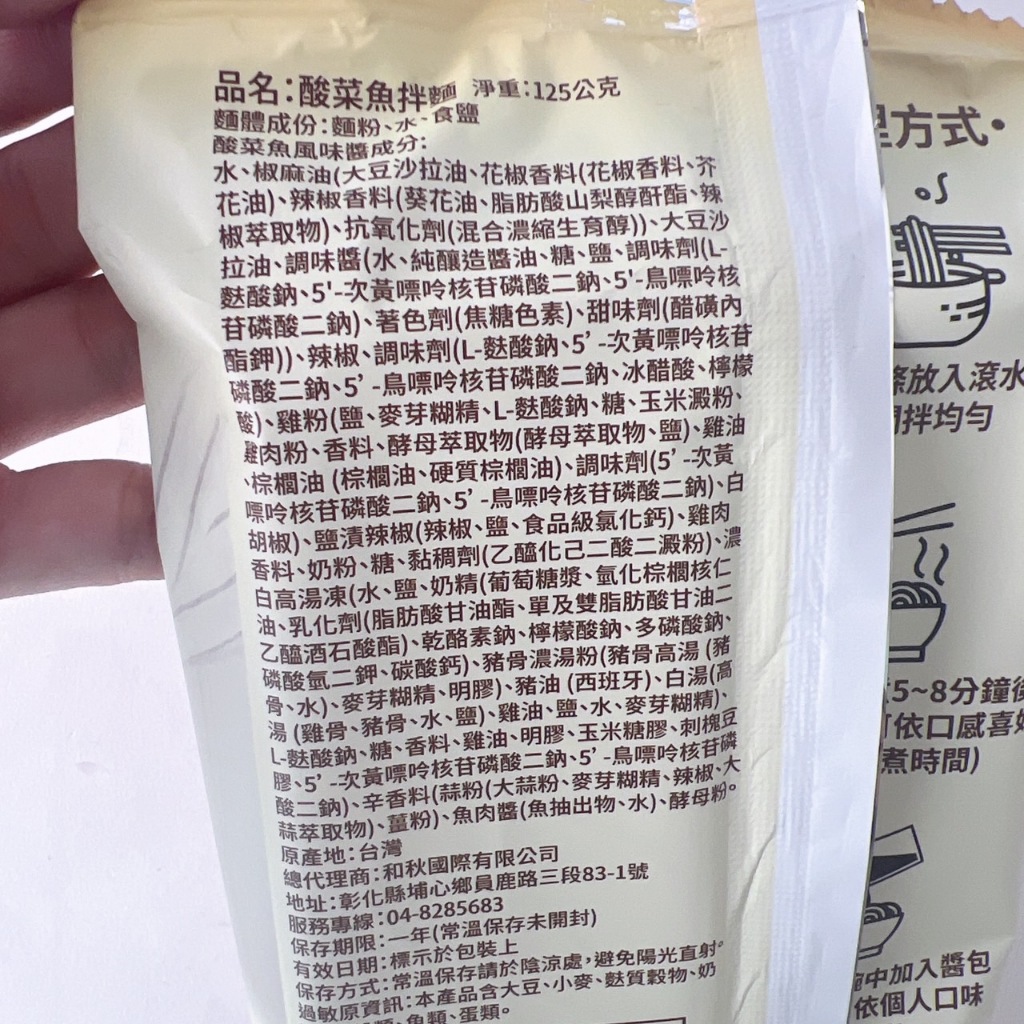 品名：酸菜魚拌麵 淨重：125公克
麵體成份：麵粉、水、食鹽
酸菜魚風味醬成分：
水、椒麻油(大豆沙拉油、花椒香料(花椒香料、芥
花油)、辣椒香料(葵花油、脂肪酸山梨醇酐酯、辣
椒萃取物)、抗氧化劑(混合濃縮生育醇))、大豆沙
拉油、調味醬(水、純釀造醬油、糖、鹽、調味劑(L-
麩酸鈉、5'-次黃嘌呤核苷磷酸二鈉、5'-鳥嘌呤核
苷磷酸二鈉)、著色劑(焦糖色素)、甜味劑(醋磺內
酯鉀))、辣椒、調味劑(L-麩酸鈉、5’-次黃嘌呤核苷
磷酸二鈉、5’-鳥嘌呤核苷磷酸二鈉、冰醋酸、檸檬
酸)、雞粉(鹽、麥芽糊精、L-麩酸鈉、糖、玉米澱粉、
雞肉粉、香料、酵母萃取物(酵母萃取物、鹽)、雞油
、棕櫚油 (棕櫚油、硬質棕櫚油)、調味劑(5’-次黃
嘌呤核苷磷酸二鈉、5’-鳥嘌呤核苷磷酸二鈉)、白
胡椒)、鹽漬辣椒(辣椒、鹽、食品級氯化鈣)、雞肉
香料、奶粉、糖、黏稠劑(乙醯化己二酸二澱粉)、濃
白高湯凍(水、鹽、奶精(葡萄糖漿、氫化棕櫚核仁
油、乳化劑(脂肪酸甘油酯、單及雙脂肪酸甘油二
乙醯酒石酸酯)、乾酪素鈉、檸檬酸鈉、多磷酸鈉、
磷酸氫二鉀、碳酸鈣)、豬骨濃湯粉(豬骨高湯 (豬
骨、水)、麥芽糊精、明膠)、豬油 (西班牙)、白湯(高
湯 (雞骨、豬骨、水、鹽)、雞油、鹽、水、麥芽糊精)、
L-麩酸鈉、糖、香料、雞油、明膠、玉米糖膠、刺槐豆
膠、5’-次黃嘌呤核苷磷酸二鈉、5’-鳥嘌呤核苷磷
酸二鈉)、辛香料(蒜粉(大蒜粉、麥芽糊精、辣椒、大
蒜萃取物)、薑粉)、魚肉醬(魚抽出物、水)、酵母粉。
原產地：台灣
總代理商：和秋國際有限公司
地址：彰化縣埔心鄉員鹿路三段83-1號
服務專線：04-8285683
保存期限：一年(常溫保存未開封)
有效日期：標示於包裝上
保存方式：常溫保存請於陰涼處，避免陽光直射。
過敏原資訊：本產品含大豆、小麥、麩質穀物、奶
類、魚類、蛋類。
方式•
放入滾水
拌均勻
5~8分鐘後
依口感喜好
煮時間)
中加入醬包
依個人口味